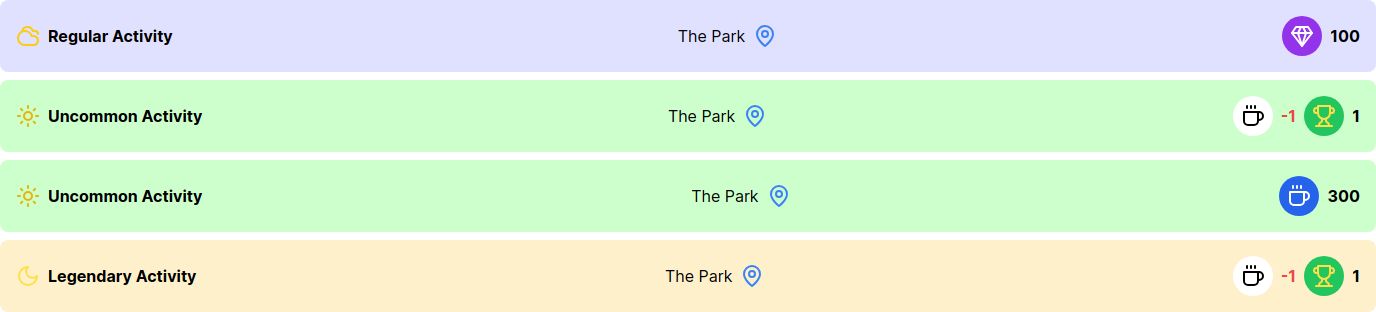 Regular Activity The Park 100
Uncommon Activity The Park -1 1
Uncommon Activity The Park 300
Legendary Activity The Park -1 1